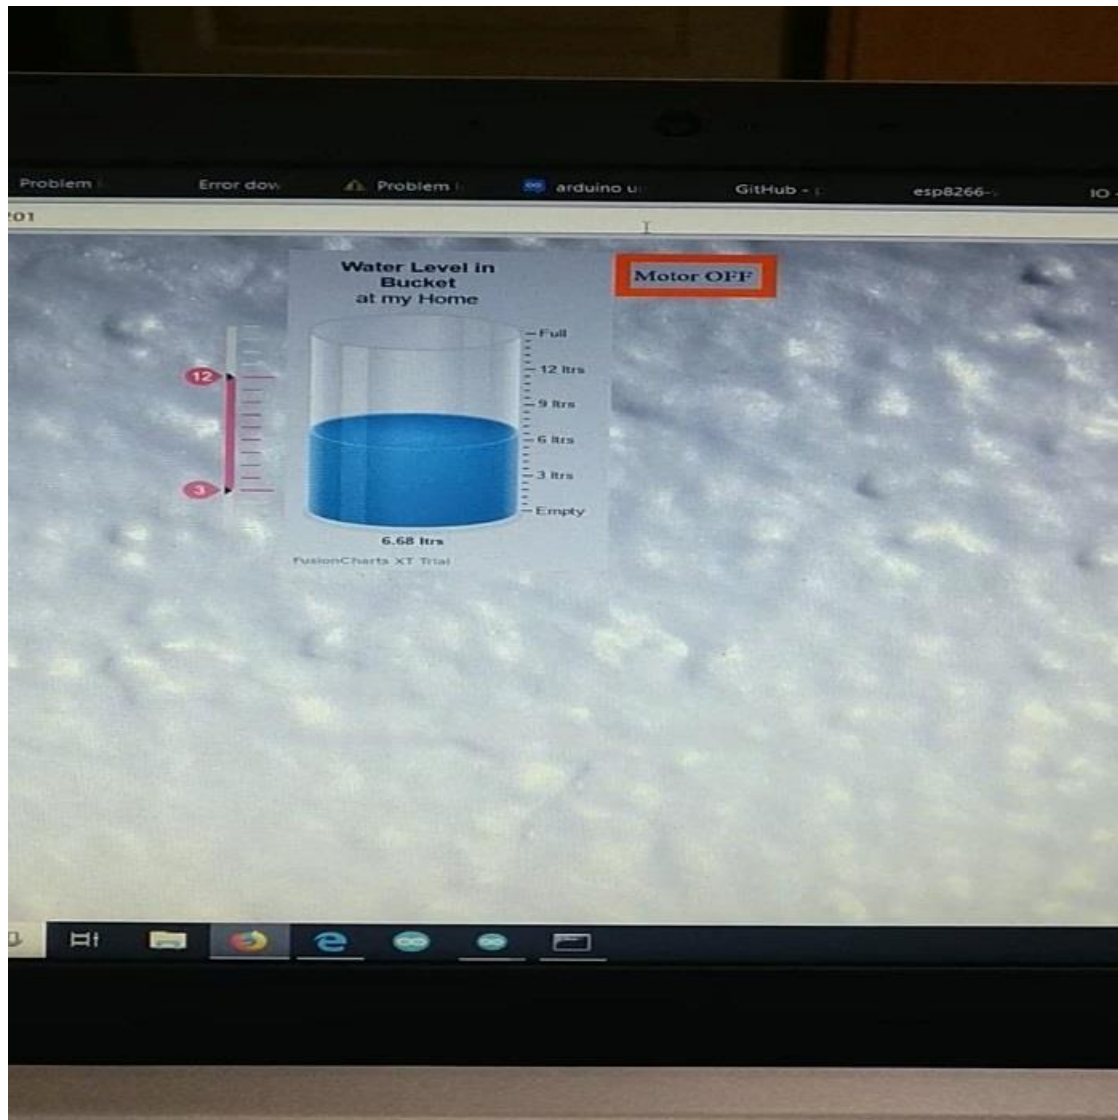 Problem
Error dow
Problem
arduino u
GitHub -
esp8266-
IO -
201
Water Level in
Bucket
at my Home
Motor OFF
Full
12 ltrs
9 ltrs
6 ltrs
3 ltrs
Empty
12
3
6.68 ltrs
FusionCharts XT Trial